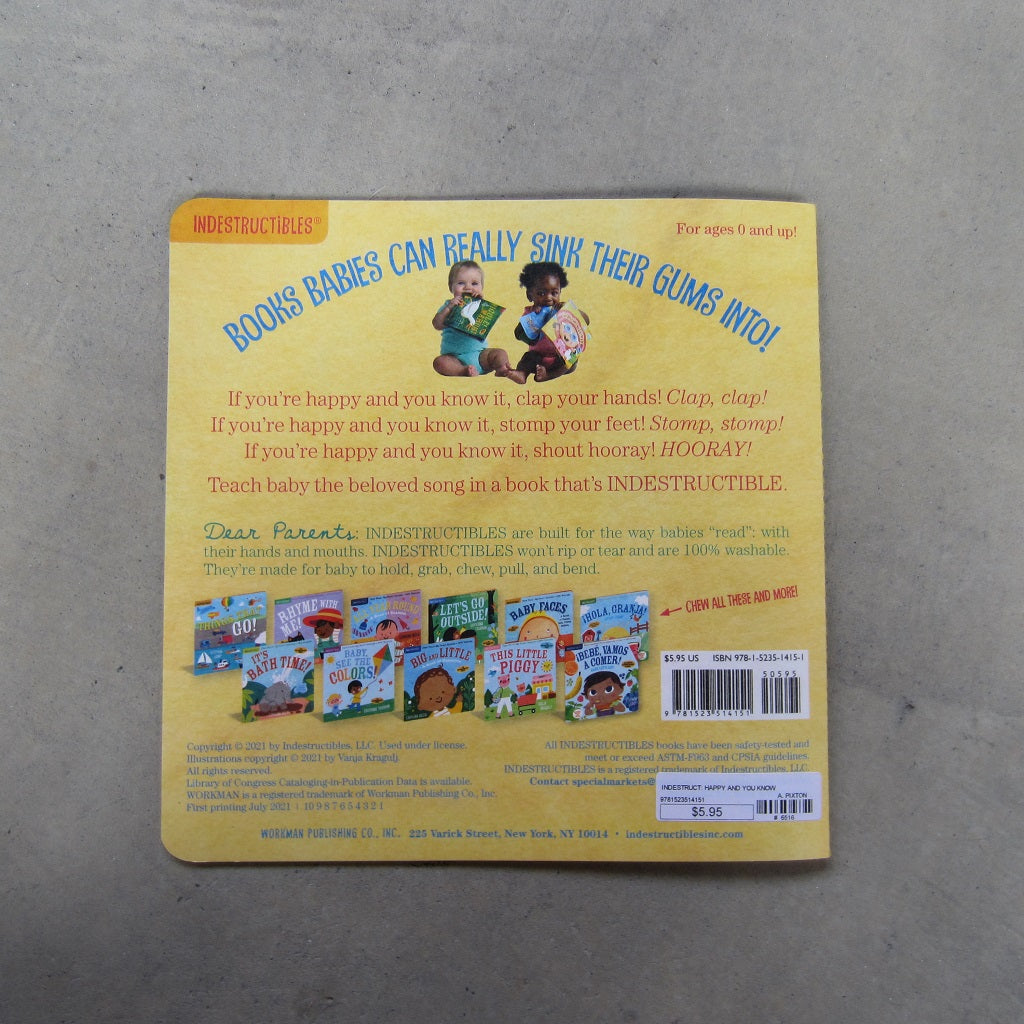 INDESTRUCTIBLES®
For ages 0 and up!
BOOKS BABIES CAN REALLY SINK THEIR GUMS INTO!
If you're happy and you know it, clap your hands! Clap, clap!
If you're happy and you know it, stomp your feet! Stomp, stomp!
If you're happy and you know it, shout hooray! HOORAY!
Teach baby the beloved song in a book that's INDESTRUCTIBLE.
Dear Parents: INDESTRUCTIBLES are built for the way babies “read”: with
their hands and mouths. INDESTRUCTIBLES won't rip or tear and are 100% washable.
They're made for baby to hold, grab, chew, pull, and bend.
CHEW ALL THESE AND MORE!
THINGS THAT GO!
RHYME WITH
ME!
LET'S GO
OUTSIDE!
BABY FACES
¡HOLA, GRANJA!
IT'S
BATH TIME!
BABY,
SEE THE
COLORS!
BIG AND LITTLE
THIS LITTLE
PIGGY
¡BEBÉ, VAMOS
A COMER!
$5.95 US ISBN 978-1-5235-1415-1
50595
9 781523 514151
Copyright © 2021 by Indestructibles, LLC. Used under license.
Illustrations copyright © 2021 by Vanja Kragulj.
All rights reserved.
Library of Congress Cataloging-in-Publication Data is available.
WORKMAN is a registered trademark of Workman Publishing Co., Inc.
First printing July 2021 | 10 9 8 7 6 5 4 3 2 1
All INDESTRUCTIBLES books have been safety-tested and
meet or exceed ASTM-F963 and CPSIA guidelines.
INDESTRUCTIBLES is a registered trademark of Indestructibles, LLC.
Contact specialmarkets@
INDESTRUCT: HAPPY AND YOU KNOW
9781523514151
A. PIXTON
$5.95
# 6516
WORKMAN PUBLISHING CO., INC. 225 Varick Street, New York, NY 10014 • indestructiblesinc.com